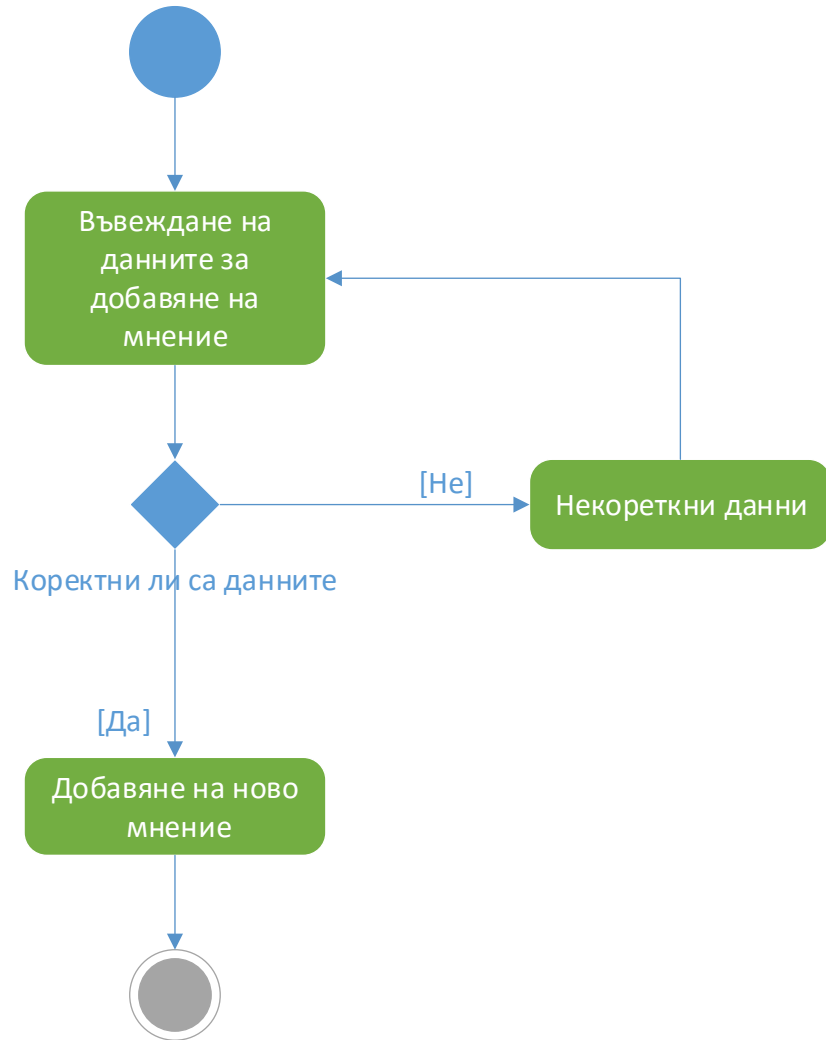 Въвеждане на
данните за
добавяне на
мнение
[Не]
Некореткни данни
Коректни ли са данните
[Да]
Добавяне на ново
мнение